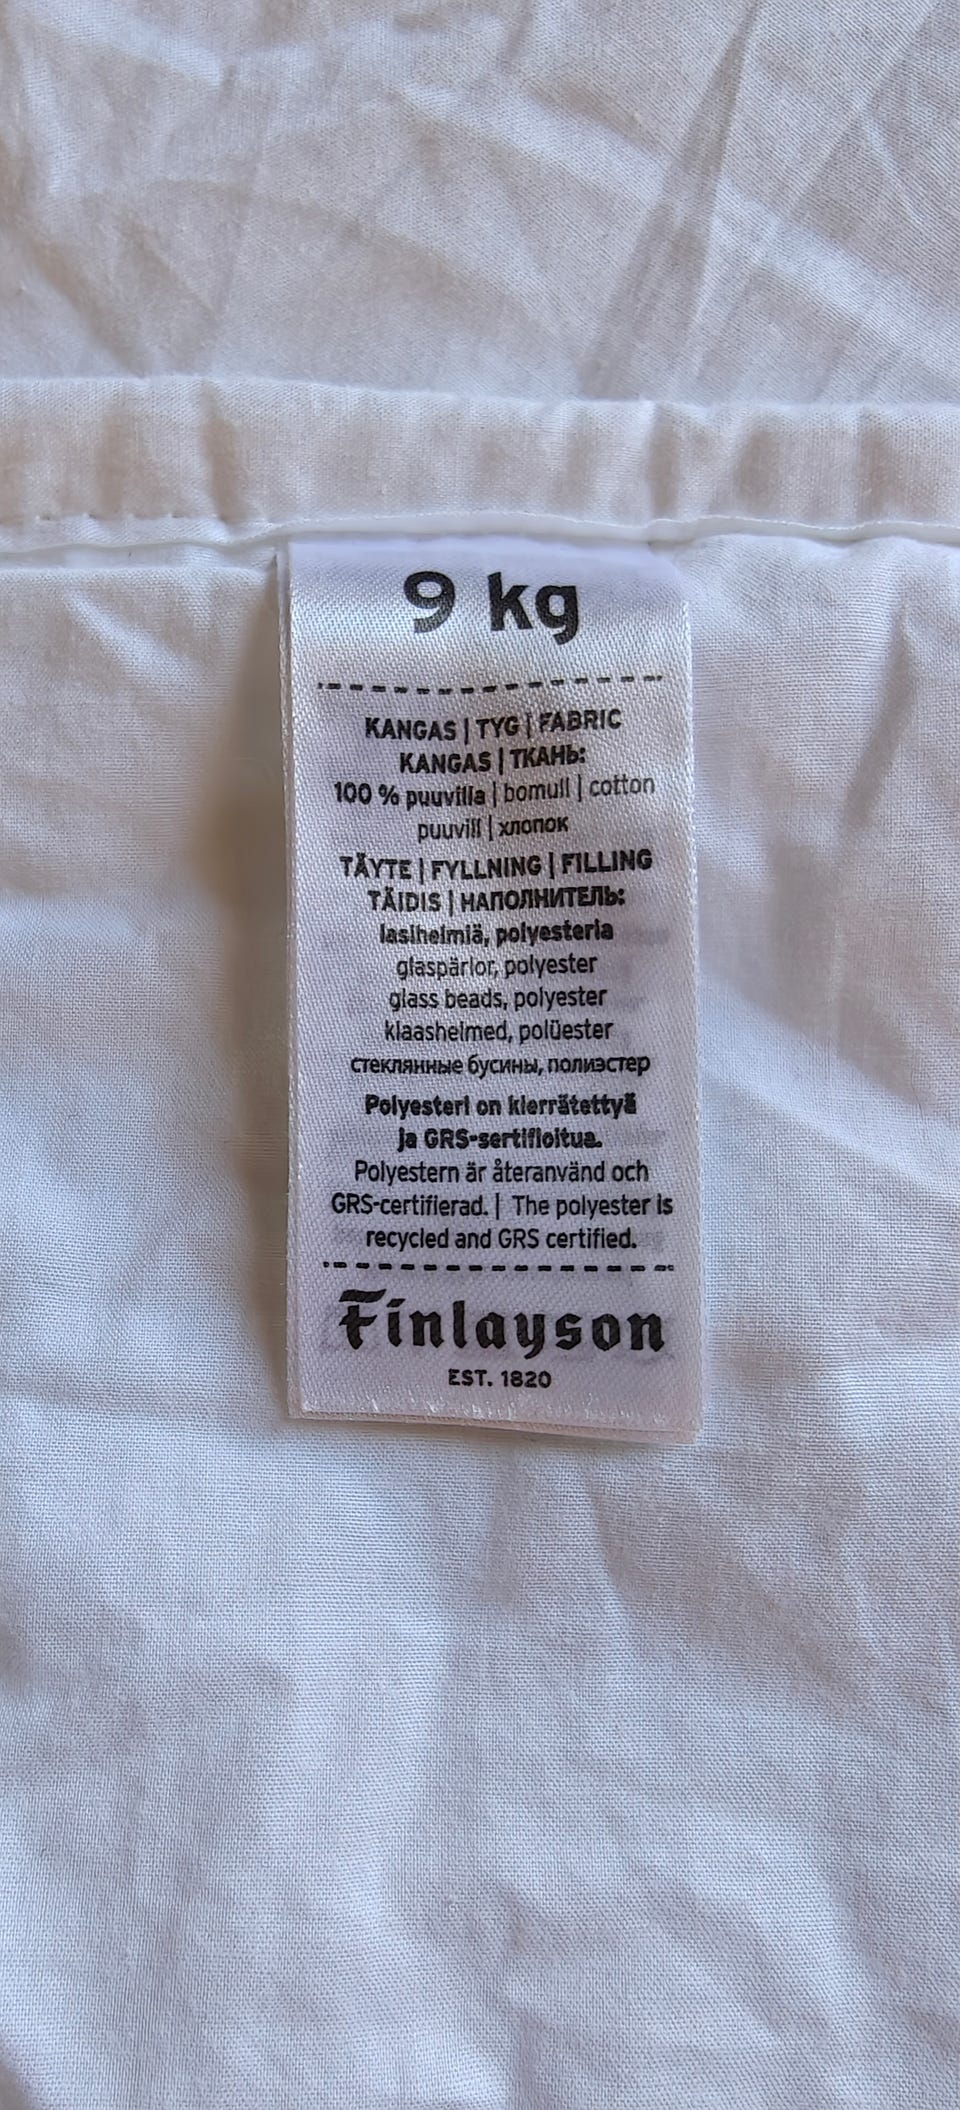 9 kg
KANGAS | TYG | FABRIC
KANGAS | ТКАНЬ:
100 % puuvilla | bomull | cotton
puuvill | хлопок
TÄYTE | FYLLNING | FILLING
TÄIDIS | НАПОЛНИТЕЛЬ:
lasihelmiä, polyesteria
glaspärlor, polyester
glass beads, polyester
klaashelmed, polüester
стеклянные бусины, полиэстер
Polyesteri on kierrätettyä
ja GRS-sertifioitua.
Polyestern är återanvänd och
GRS-certifierad. | The polyester is
recycled and GRS certified.
Finlayson
EST. 1820